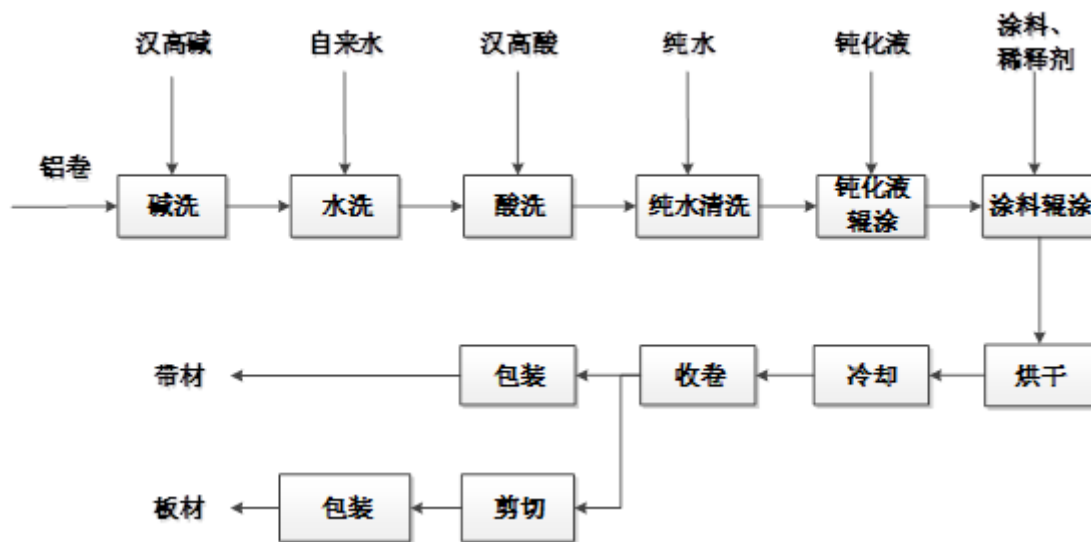 汉高碱
自来水
汉高酸
纯水
钝化液
涂料、
稀释剂
铝卷
碱洗
水洗
酸洗
纯水清洗
钝化液
辊涂
涂料辊涂
带材
包装
收卷
冷却
烘干
板材
包装
剪切